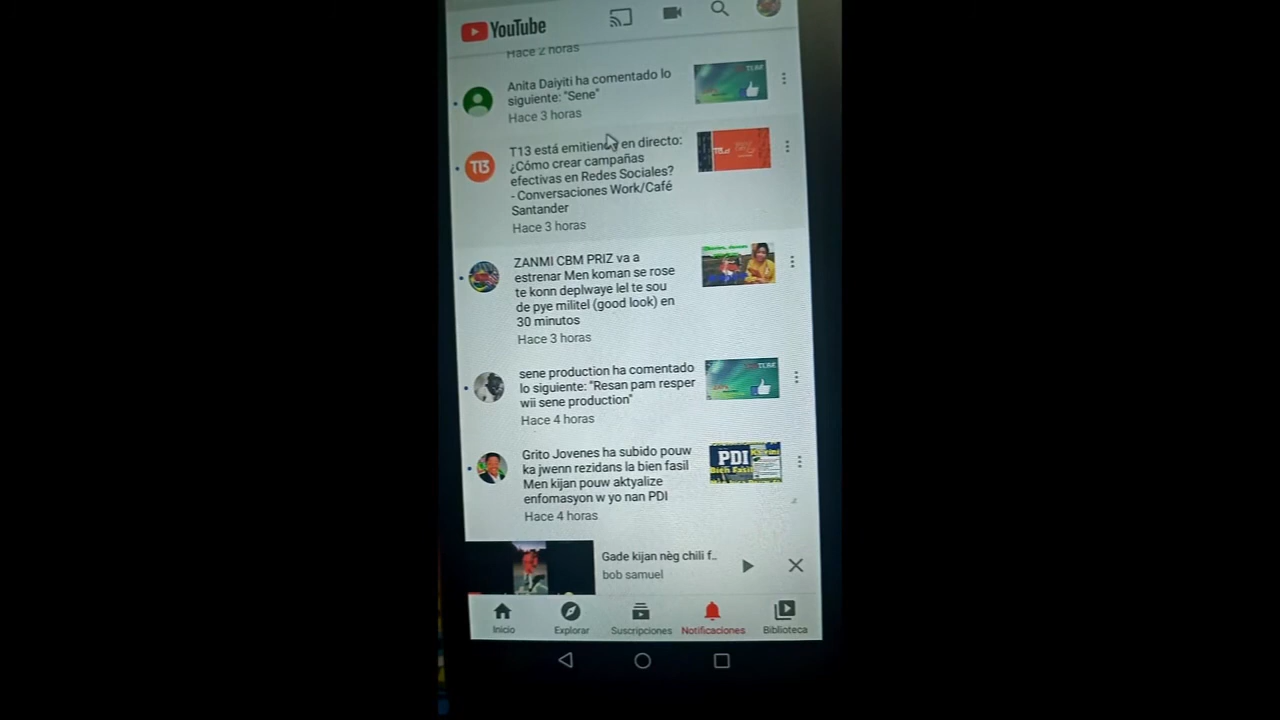 YouTube
Hace 2 horas
Anita Daiyiti ha comentado lo
siguiente: "Sene"
Hace 3 horas
T13 está emitiendo en directo:
¿Cómo crear campañas
efectivas en Redes Sociales?
- Conversaciones Work/Café
Santander
Hace 3 horas
T13
ZANMI CBM PRIZ va a
estrenar Men koman se rose
te konn deplwaye lel te sou
de pye militel (good look) en
30 minutos
Hace 3 horas
sene production ha comentado
lo siguiente: "Resan pam resper
wii sene production"
Hace 4 horas
Grito Jovenes ha subido pouw
ka jwenn rezidans la bien fasil
Men kijan pouw aktyalize
enfomasyon w yo nan PDI
Hace 4 horas
PDI
Bien Fasil
Gade kijan nèg chili f..
bob samuel
Inicio
Explorar
Suscripciones
Notificaciones
Biblioteca